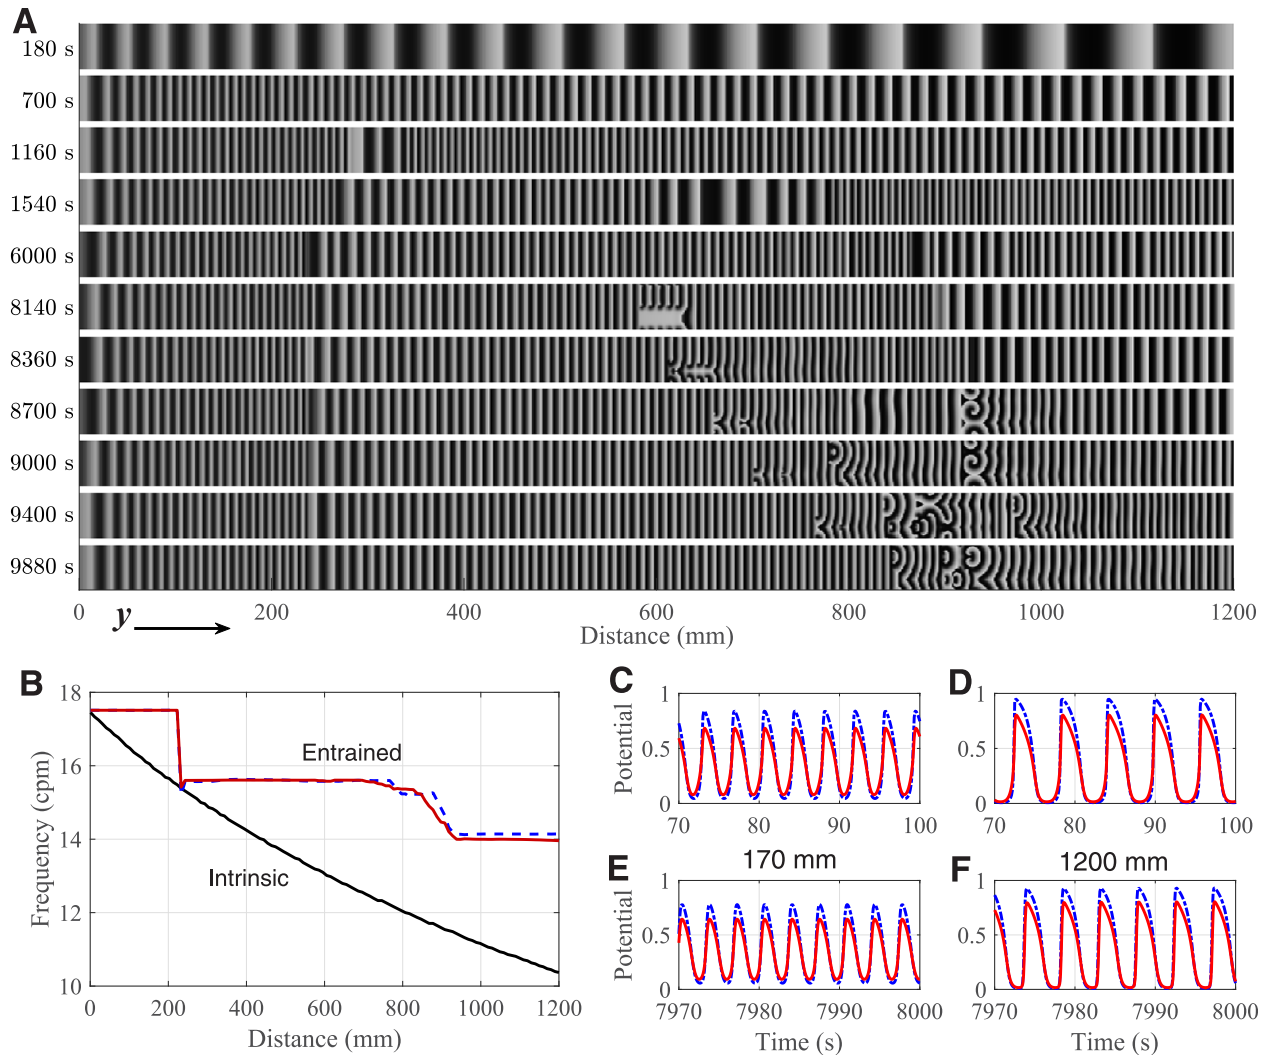 A
180 s
700 s
1160 s
1540 s
6000 s
8140 s
8360 s
8700 s
9000 s
9400 s
9880 s
0 200 400 600 800 1000 1200
y
Distance (mm)
B
18
16
14
12
10
Frequency (cpm)
Entrained
Intrinsic
0 200 400 600 800 1000 1200
Distance (mm)
C
1
0.5
0
Potential
70 80 90 100
D
1
0.5
0
70 80 90 100
E
170 mm
1
0.5
0
Potential
7970 7980 7990 8000
Time (s)
F
1200 mm
1
0.5
0
7970 7980 7990 8000
Time (s)